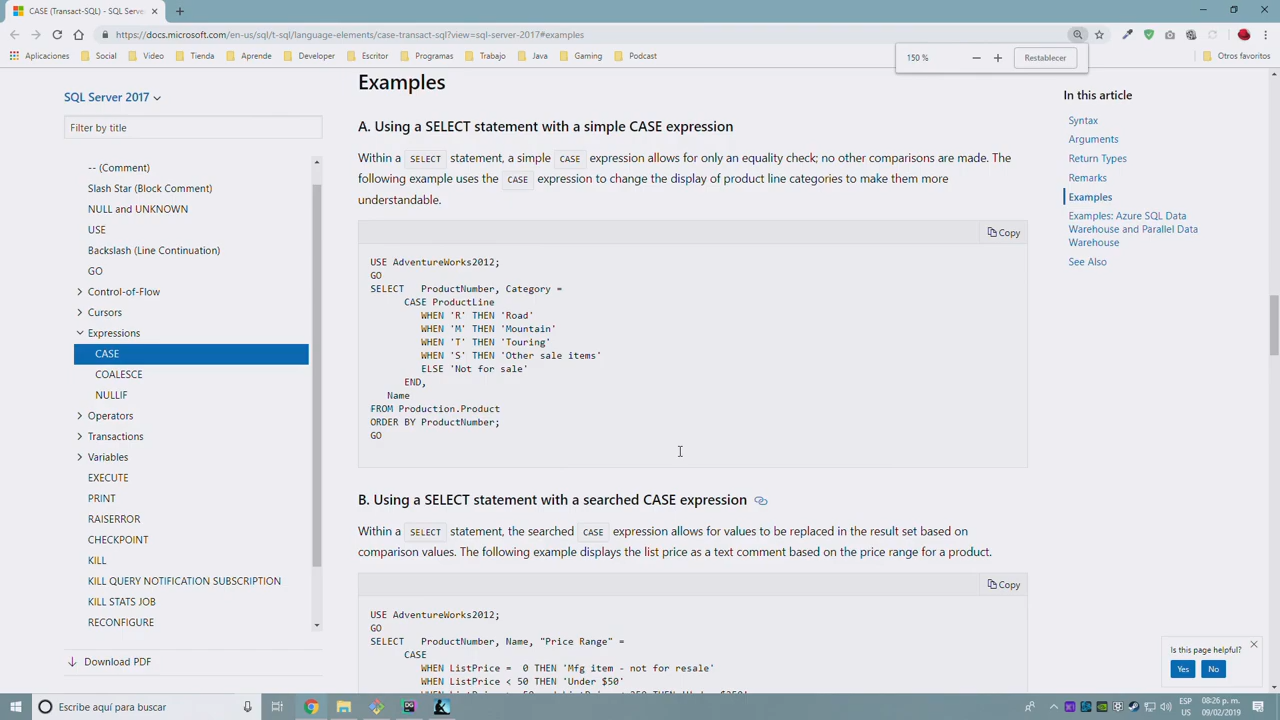 CASE (Transact-SQL) - SQL Server
https://docs.microsoft.com/en-us/sql/t-sql/language-elements/case-transact-sql?view=sql-server-2017#examples
Aplicaciones Social Video Tienda Aprende Developer Escritor Programas Trabajo Java Gaming Podcast Otros favoritos
150 % Restablecer
SQL Server 2017
Filter by title
-- (Comment)
Slash Star (Block Comment)
NULL and UNKNOWN
USE
Backslash (Line Continuation)
GO
Control-of-Flow
Cursors
Expressions
CASE
COALESCE
NULLIF
Operators
Transactions
Variables
EXECUTE
PRINT
RAISERROR
CHECKPOINT
KILL
KILL QUERY NOTIFICATION SUBSCRIPTION
KILL STATS JOB
RECONFIGURE
Download PDF
Examples
A. Using a SELECT statement with a simple CASE expression
Within a SELECT statement, a simple CASE expression allows for only an equality check; no other comparisons are made. The
following example uses the CASE expression to change the display of product line categories to make them more
understandable.
Copy
USE AdventureWorks2012;
GO
SELECT   ProductNumber, Category =
      CASE ProductLine
         WHEN 'R' THEN 'Road'
         WHEN 'M' THEN 'Mountain'
         WHEN 'T' THEN 'Touring'
         WHEN 'S' THEN 'Other sale items'
         ELSE 'Not for sale'
      END,
   Name
FROM Production.Product
ORDER BY ProductNumber;
GO
B. Using a SELECT statement with a searched CASE expression
Within a SELECT statement, the searched CASE expression allows for values to be replaced in the result set based on
comparison values. The following example displays the list price as a text comment based on the price range for a product.
Copy
USE AdventureWorks2012;
GO
SELECT   ProductNumber, Name, "Price Range" =
      CASE
         WHEN ListPrice =  0 THEN 'Mfg item - not for resale'
         WHEN ListPrice < 50 THEN 'Under $50'
In this article
Syntax
Arguments
Return Types
Remarks
Examples
Examples: Azure SQL Data
Warehouse and Parallel Data
Warehouse
See Also
Is this page helpful?
Yes No
Escribe aquí para buscar
ESP
US
08:26 p. m.
09/02/2019